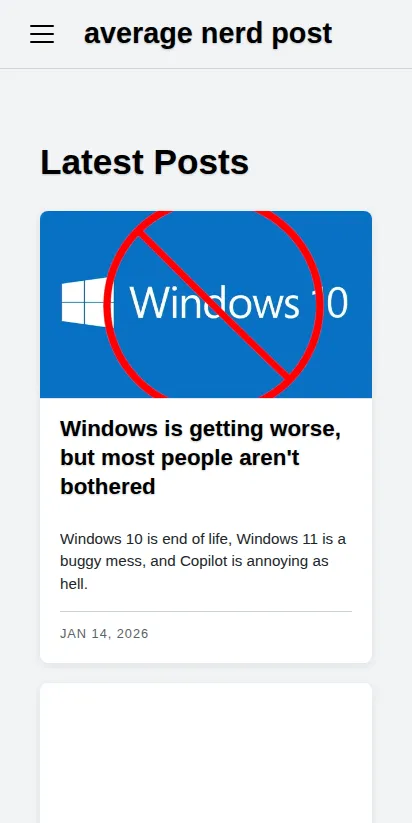 average nerd post
Latest Posts
Windows 10
Windows is getting worse,
but most people aren't
bothered
Windows 10 is end of life, Windows 11 is a
buggy mess, and Copilot is annoying as
hell.
JAN 14, 2026